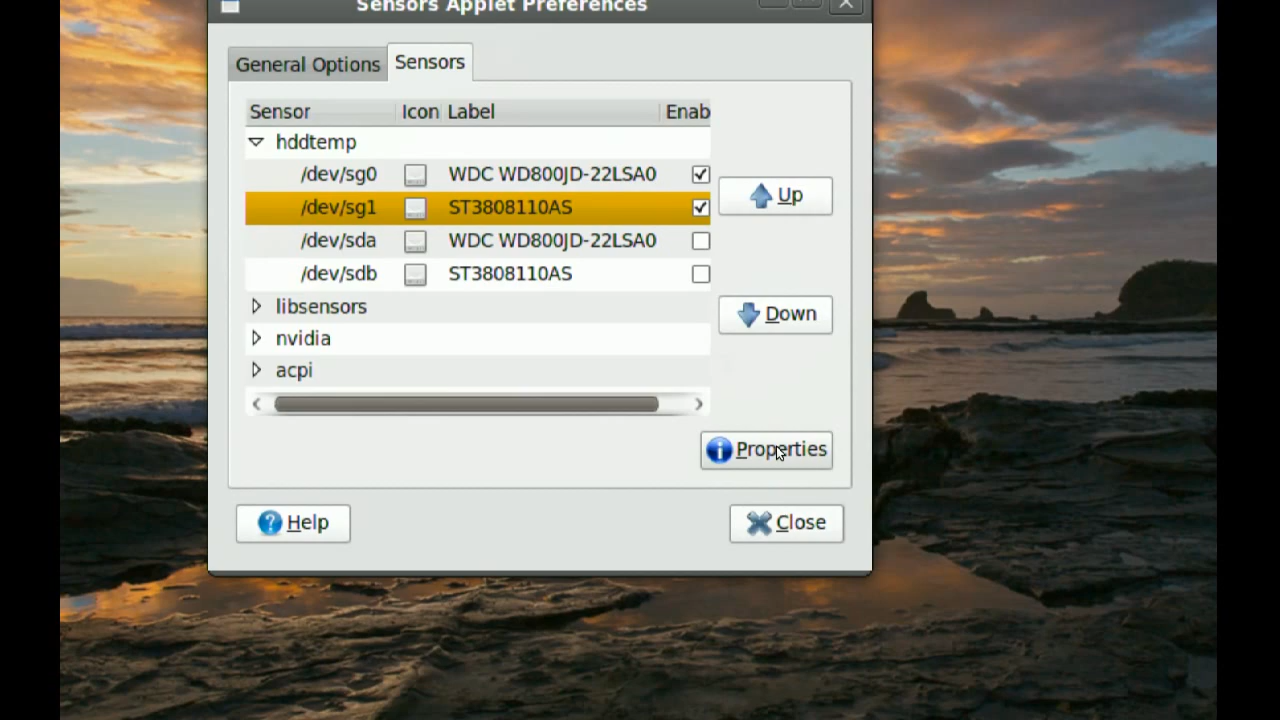 Sensors Applet Preferences
General Options Sensors
Sensor Icon Label Enab
hddtemp
/dev/sg0 WDC WD800JD-22LSA0
Up
/dev/sg1 ST3808110AS
/dev/sda WDC WD800JD-22LSA0
/dev/sdb ST3808110AS
libsensors
Down
nvidia
acpi
Properties
Help Close